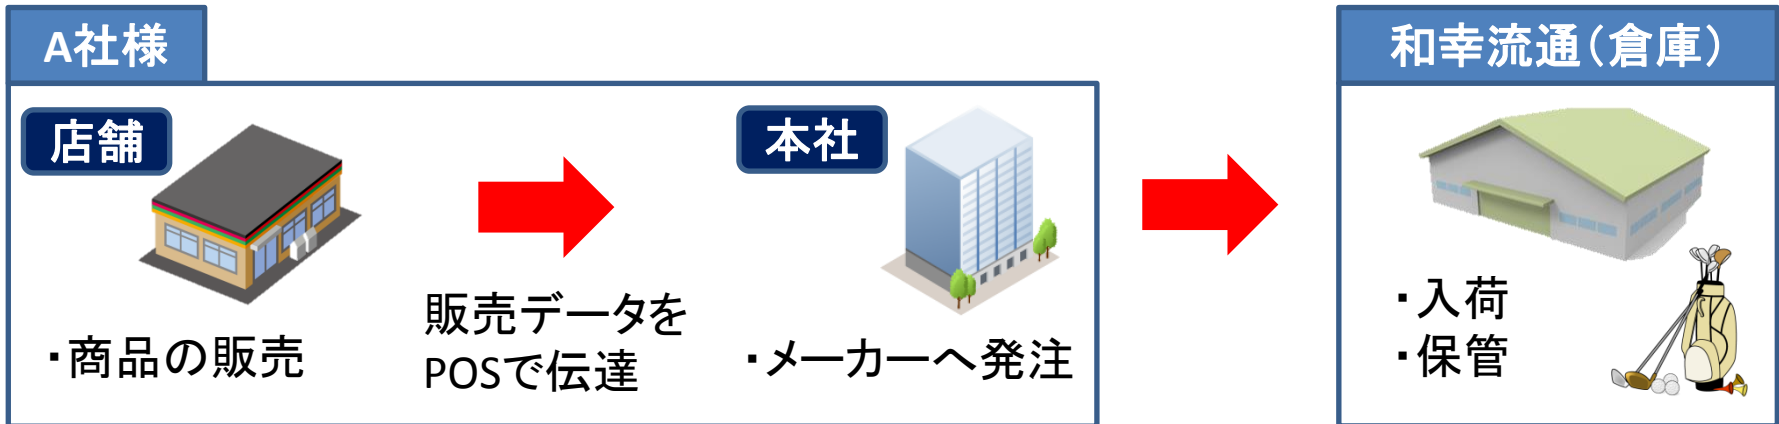 A社様
店舗
・商品の販売
販売データを
POSで伝達
本社
・メーカーへ発注
和幸流通（倉庫）
・入荷
・保管